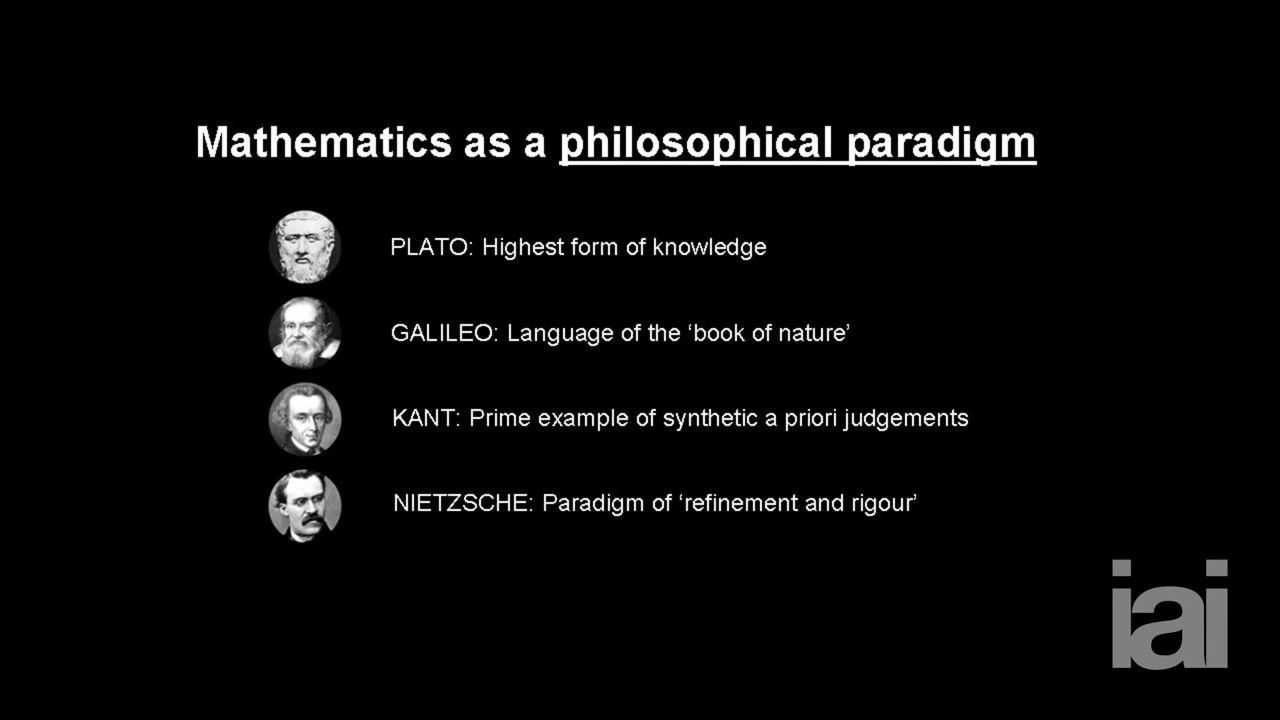 Mathematics as a philosophical paradigm
PLATO: Highest form of knowledge
GALILEO: Language of the ‘book of nature’
KANT: Prime example of synthetic a priori judgements
NIETZSCHE: Paradigm of ‘refinement and rigour’
iai